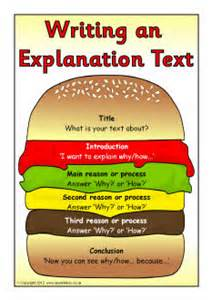 Writing an
Explanation Text
Title
What is your text about?
Introduction
'I want to explain why/how...'
Main reason or process
Answer 'Why?' or 'How?'
Second reason or process
Answer 'Why?' or 'How?'
Third reason or process
Answer 'Why?' or 'How?'
Conclusion
'Now you can see why/how... because...'